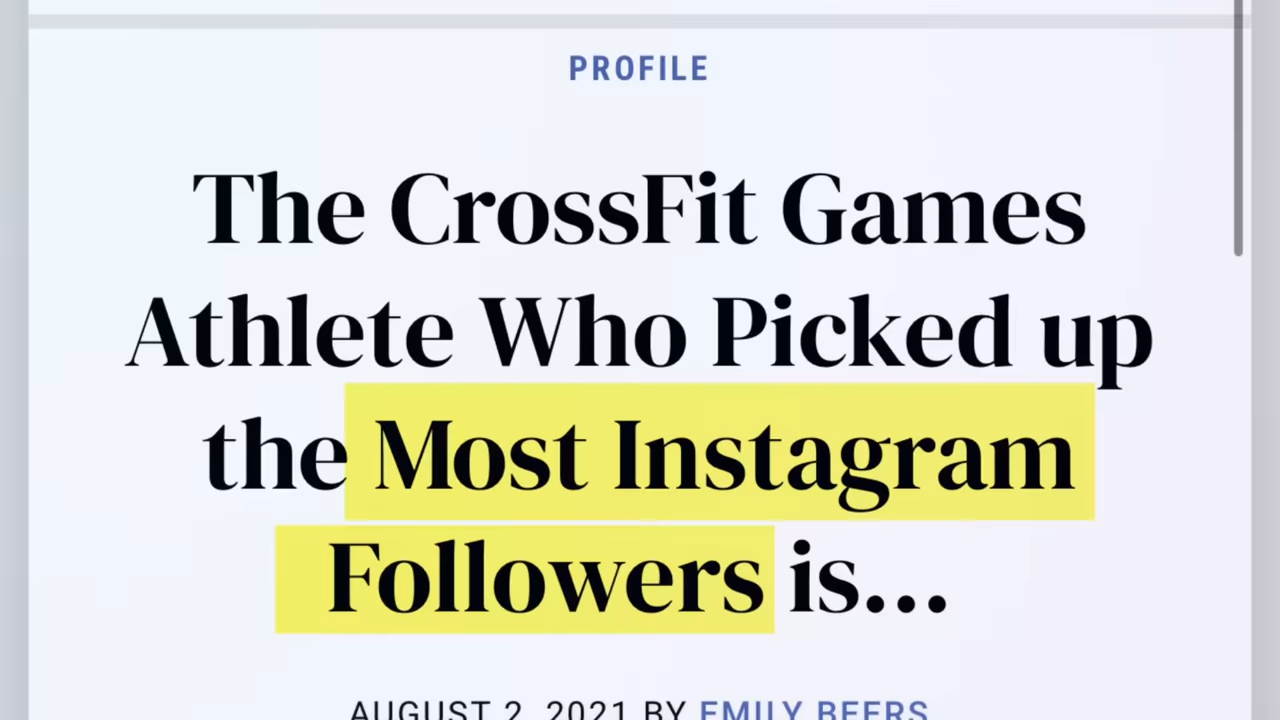 PROFILE
The CrossFit Games
Athlete Who Picked up
the Most Instagram
Followers is...
AUGUST 2, 2021 BY EMILY BEERS